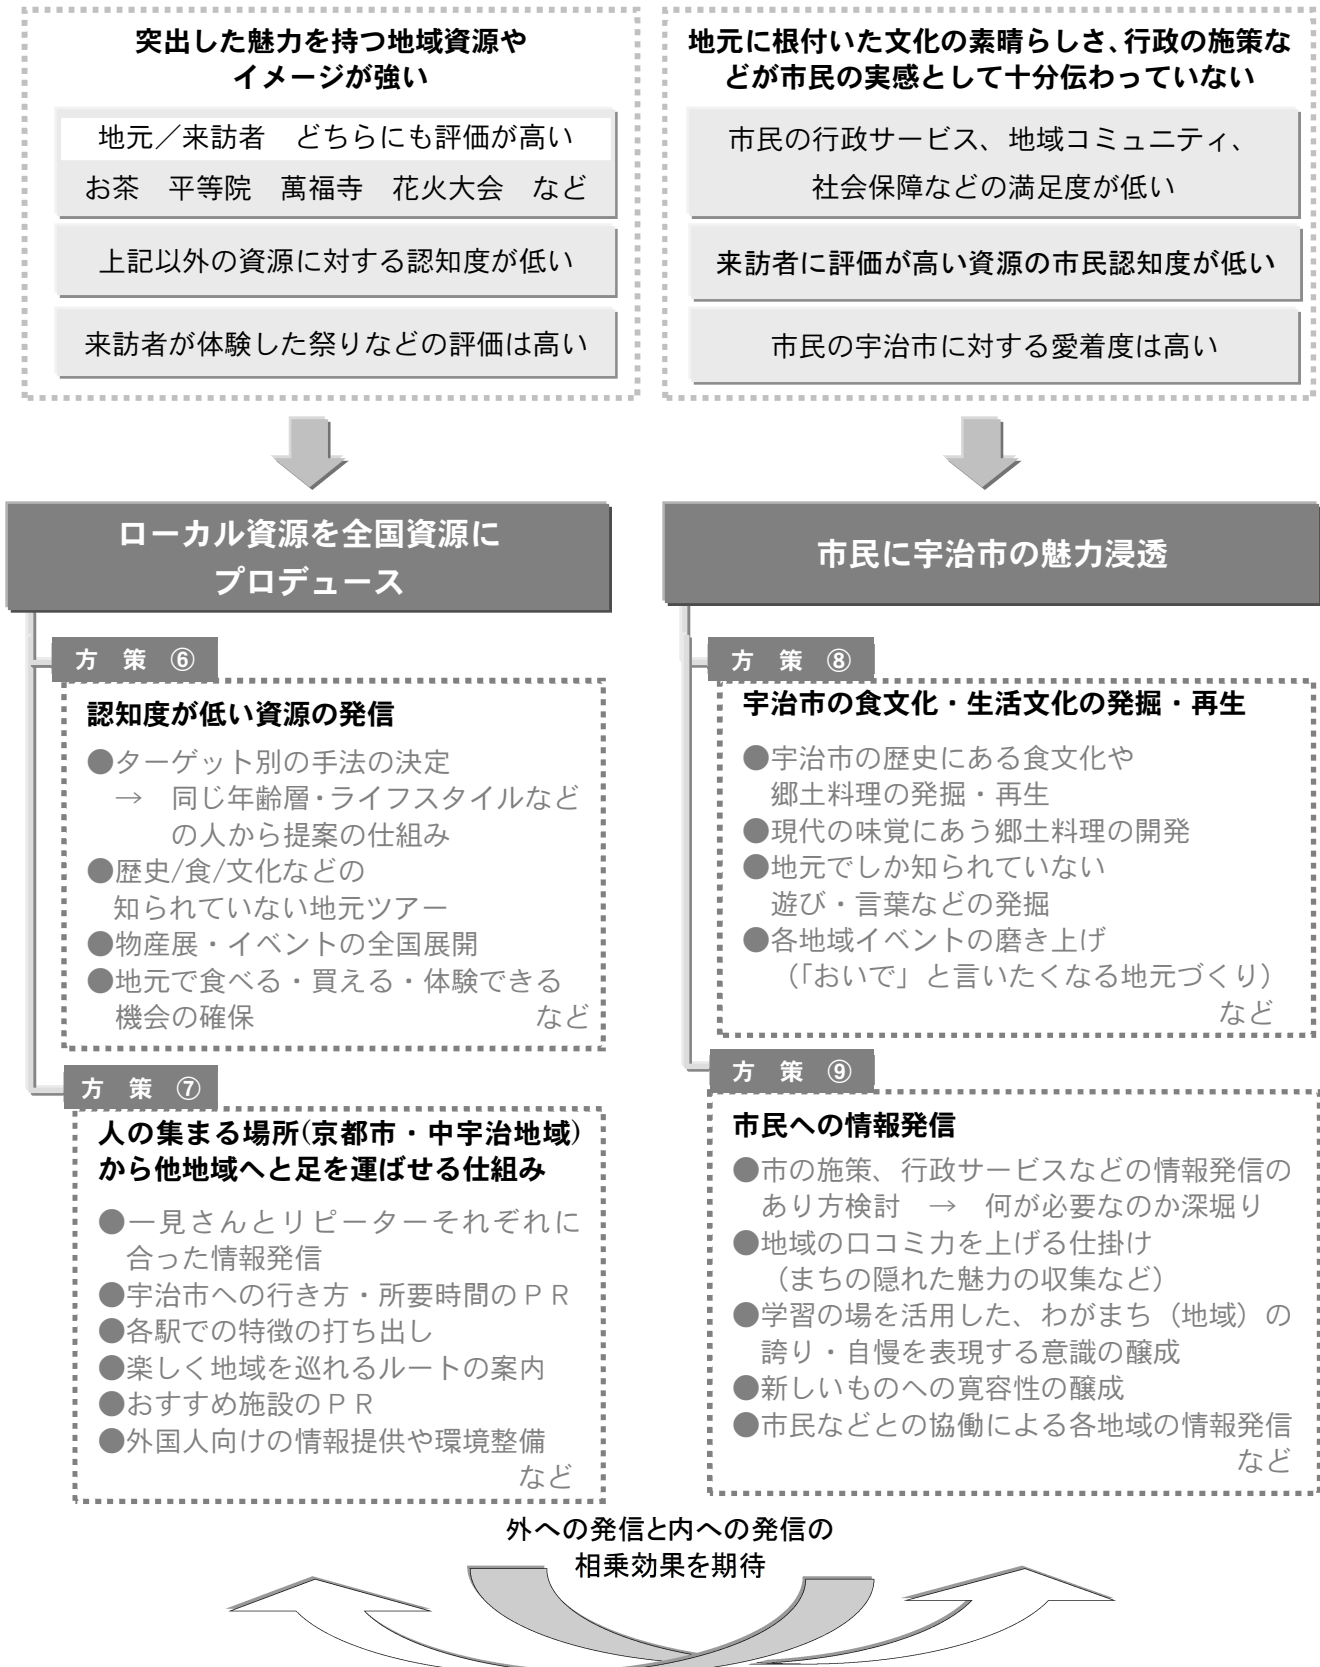 突出した魅力を持つ地域資源や
イメージが強い
地元／来訪者　どちらにも評価が高い
お茶　平等院　萬福寺　花火大会　など
上記以外の資源に対する認知度が低い
来訪者が体験した祭りなどの評価は高い
地元に根付いた文化の素晴らしさ、行政の施策な
どが市民の実感として十分伝わっていない
市民の行政サービス、地域コミュニティ、
社会保障などの満足度が低い
来訪者に評価が高い資源の市民認知度が低い
市民の宇治市に対する愛着度は高い
ローカル資源を全国資源に
プロデュース
方　策　⑥
認知度が低い資源の発信
●ターゲット別の手法の決定
→　同じ年齢層・ライフスタイルなど
の人から提案の仕組み
●歴史/食/文化などの
知られていない地元ツアー
●物産展・イベントの全国展開
●地元で食べる・買える・体験できる
機会の確保　など
方　策　⑦
人の集まる場所(京都市・中宇治地域)
から他地域へと足を運ばせる仕組み
●一見さんとリピーターそれぞれに
合った情報発信
●宇治市への行き方・所要時間のＰＲ
●各駅での特徴の打ち出し
●楽しく地域を巡れるルートの案内
●おすすめ施設のＰＲ
●外国人向けの情報提供や環境整備
など
市民に宇治市の魅力浸透
方　策　⑧
宇治市の食文化・生活文化の発掘・再生
●宇治市の歴史にある食文化や
郷土料理の発掘・再生
●現代の味覚にあう郷土料理の開発
●地元でしか知られていない
遊び・言葉などの発掘
●各地域イベントの磨き上げ
（「おいで」と言いたくなる地元づくり）
など
方　策　⑨
市民への情報発信
●市の施策、行政サービスなどの情報発信の
あり方検討　→　何が必要なのか深堀り
●地域の口コミ力を上げる仕掛け
（まちの隠れた魅力の収集など）
●学習の場を活用した、わがまち（地域）の
誇り・自慢を表現する意識の醸成
●新しいものへの寛容性の醸成
●市民などとの協働による各地域の情報発信
など
外への発信と内への発信の
相乗効果を期待